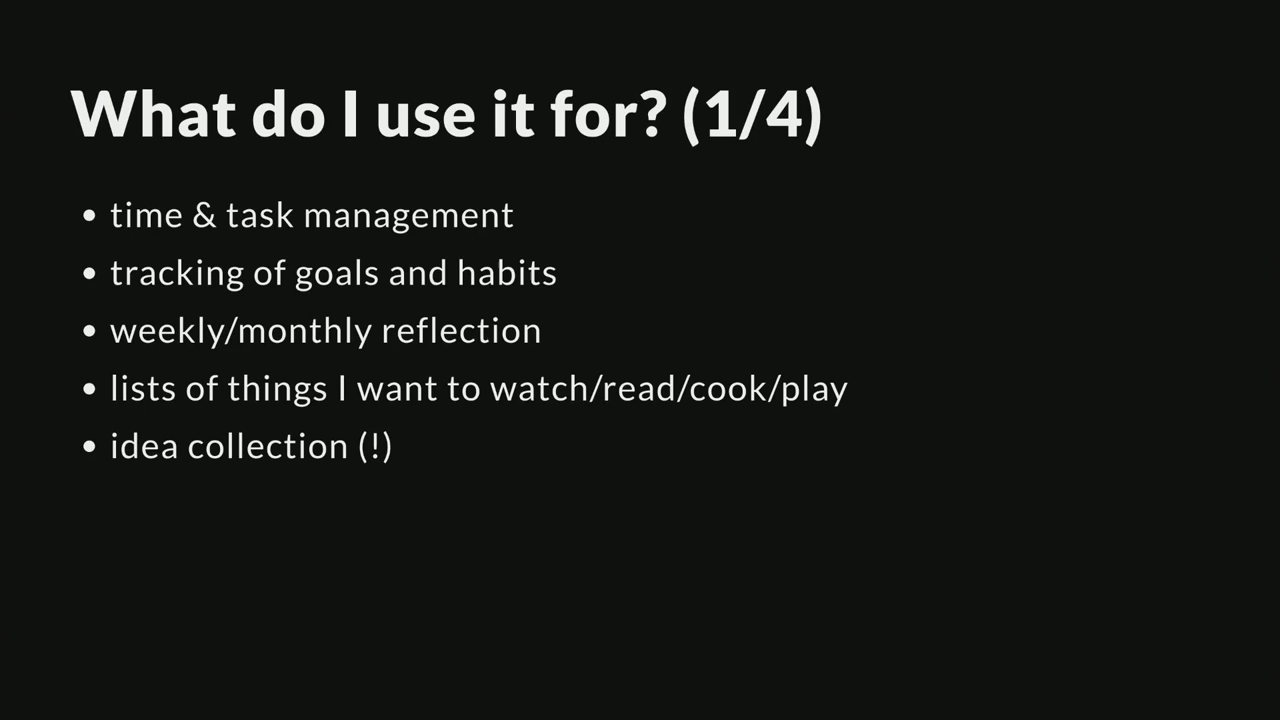 What do I use it for? (1/4)
• time & task management
• tracking of goals and habits
• weekly/monthly reflection
• lists of things I want to watch/read/cook/play
• idea collection (!)